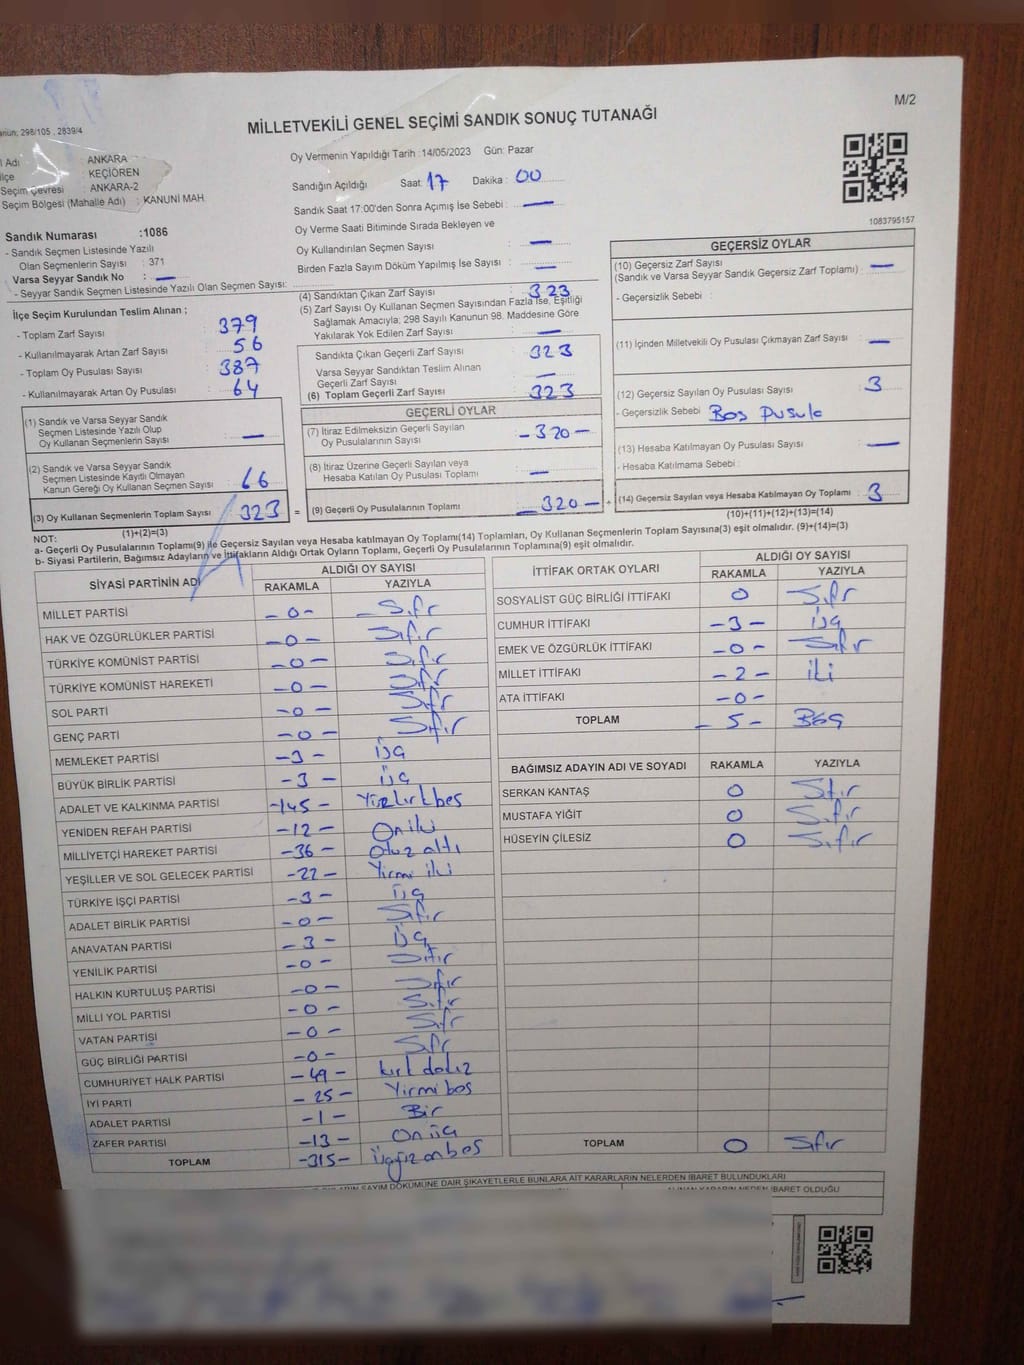 M/2
Kanun; 298/105 , 2839/4
MİLLETVEKİLİ GENEL SEÇİMİ SANDIK SONUÇ TUTANAĞI
İl Adı : ANKARA
İlçe : KEÇİÖREN
Seçim Çevresi : ANKARA-2
Seçim Bölgesi (Mahalle Adı) : KANUNİ MAH.
Oy Vermenin Yapıldığı Tarih :14/05/2023 Gün: Pazar
Sandığın Açıldığı Saat: 17 Dakika : 00
Sandık Saat 17:00'den Sonra Açımış İse Sebebi : —
Oy Verme Saati Bitiminde Sırada Bekleyen ve
Oy Kullandırılan Seçmen Sayısı : —
Birden Fazla Sayım Döküm Yapılmış İse Sayısı : —
1083795157
Sandık Numarası :1086
- Sandık Seçmen Listesinde Yazılı
Olan Seçmenlerin Sayısı : 371
Varsa Seyyar Sandık No : —
- Seyyar Sandık Seçmen Listesinde Yazılı Olan Seçmen Sayısı:
İlçe Seçim Kurulundan Teslim Alınan ;
- Toplam Zarf Sayısı : 379
- Kullanılmayarak Artan Zarf Sayısı : 56
- Toplam Oy Pusulası Sayısı : 387
- Kullanılmayarak Artan Oy Pusulası : 64
(1) Sandık ve Varsa Seyyar Sandık
Seçmen Listesinde Yazılı Olup
Oy Kullanan Seçmenlerin Sayısı : —
(2) Sandık ve Varsa Seyyar Sandık
Seçmen Listesinde Kayıtlı Olmayan
Kanun Gereği Oy Kullanan Seçmen Sayısı :
(3) Oy Kullanan Seçmenlerin Toplam Sayısı : 323 =
(1)+(2)=(3)
(4) Sandıktan Çıkan Zarf Sayısı : 323
(5) Zarf Sayısı Oy Kullanan Seçmen Sayısından Fazla İse, Eşitliği
Sağlamak Amacıyla; 298 Sayılı Kanunun 98. Maddesine Göre
Yakılarak Yok Edilen Zarf Sayısı : —
Sandıkta Çıkan Geçerli Zarf Sayısı : 323
Varsa Seyyar Sandıktan Teslim Alınan
Geçerli Zarf Sayısı : —
(6) Toplam Geçerli Zarf Sayısı : 323
GEÇERLİ OYLAR
(7) İtiraz Edilmeksizin Geçerli Sayılan
Oy Pusulalarının Sayısı : -320-
(8) İtiraz Üzerine Geçerli Sayılan veya
Hesaba Katılan Oy Pusulası Toplamı : —
(9) Geçerli Oy Pusulalarının Toplamı : -320- +
GEÇERSİZ OYLAR
(10) Geçersiz Zarf Sayısı : —
(Sandık ve Varsa Seyyar Sandık Geçersiz Zarf Toplamı)
- Geçersizlik Sebebi :
(11) İçinden Milletvekili Oy Pusulası Çıkmayan Zarf Sayısı : —
(12) Geçersiz Sayılan Oy Pusulası Sayısı : 3
- Geçersizlik Sebebi : Boş pusula
(13) Hesaba Katılmayan Oy Pusulası Sayısı : —
- Hesaba Katılmama Sebebi :
(14) Geçersiz Sayılan veya Hesaba Katılmayan Oy Toplamı : 3
(10)+(11)+(12)+(13)=(14)
NOT:
a- Geçerli Oy Pusulalarının Toplamı(9) ile Geçersiz Sayılan veya Hesaba Katılmayan Oy Toplamı(14) Toplamları, Oy Kullanan Seçmenlerin Toplam Sayısına(3) eşit olmalıdır. (9)+(14)=(3)
b- Siyasi Partilerin, Bağımsız Adayların ve İttifakların Aldığı Ortak Oyların Toplamı, Geçerli Oy Pusulalarının Toplamına(9) eşit olmalıdır.
SİYASİ PARTİNİN ADI ALDIĞI OY SAYISI
RAKAMLA YAZIYLA
MİLLET PARTİSİ -0- Sıfır
HAK VE ÖZGÜRLÜKLER PARTİSİ -0- Sıfır
TÜRKİYE KOMÜNİST PARTİSİ -0- Sıfır
TÜRKİYE KOMÜNİST HAREKETİ -0- Sıfır
SOL PARTİ -0- Sıfır
GENÇ PARTİ -0- Sıfır
MEMLEKET PARTİSİ -3- üç
BÜYÜK BİRLİK PARTİSİ -3- üç
ADALET VE KALKINMA PARTİSİ -145- Yüzkırkbeş
YENİDEN REFAH PARTİSİ -12- Oniki
MİLLİYETÇİ HAREKET PARTİSİ -36- Otuz altı
YEŞİLLER VE SOL GELECEK PARTİSİ -22- Yirmi iki
TÜRKİYE İŞÇİ PARTİSİ -3- üç
ADALET BİRLİK PARTİSİ -0- Sıfır
ANAVATAN PARTİSİ -3- üç
YENİLİK PARTİSİ -0- Sıfır
HALKIN KURTULUŞ PARTİSİ -0- Sıfır
MİLLİ YOL PARTİSİ -0- Sıfır
VATAN PARTİSİ -0- Sıfır
GÜÇ BİRLİĞİ PARTİSİ -0- Sıfır
CUMHURİYET HALK PARTİSİ -49- kırk dokuz
İYİ PARTİ -25- Yirmibeş
ADALET PARTİSİ -1- Bir
ZAFER PARTİSİ -13- Onüç
TOPLAM -315- Üçyüzonbeş
İTTİFAK ORTAK OYLARI ALDIĞI OY SAYISI
RAKAMLA YAZIYLA
SOSYALİST GÜÇ BİRLİĞİ İTTİFAKI 0 Sıfır
CUMHUR İTTİFAKI -3- üç
EMEK VE ÖZGÜRLÜK İTTİFAKI -0- Sıfır
MİLLET İTTİFAKI -2- iki
ATA İTTİFAKI -0-
TOPLAM -5- Beş
BAĞIMSIZ ADAYIN ADI VE SOYADI RAKAMLA YAZIYLA
SERKAN KANTAŞ 0 Sıfır
MUSTAFA YİĞİT 0 Sıfır
HÜSEYİN ÇİLESİZ 0 Sıfır
TOPLAM 0 Sıfır
SAYIM DÖKÜMÜNE DAİR ŞİKAYETLERLE BUNLARA AİT KARARLARIN NELERDEN İBARET BULUNDUKLARI
ALINAN KARARIN NEDEN İBARET OLDUĞU